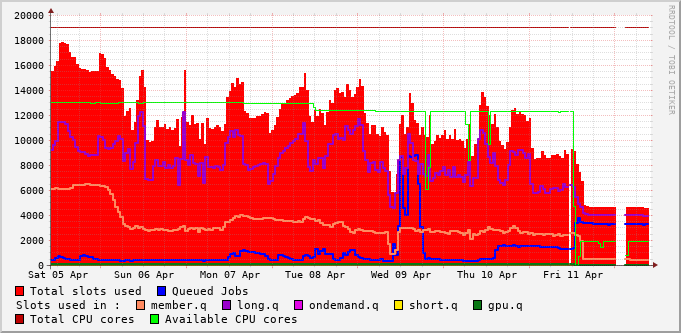 20000
18000
16000
14000
12000
10000
8000
6000
4000
2000
0
Sat 05 Apr Sun 06 Apr Mon 07 Apr Tue 08 Apr Wed 09 Apr Thu 10 Apr Fri 11 Apr
Total slots used Queued Jobs
Slots used in : member.q long.q ondemand.q short.q gpu.q
Total CPU cores Available CPU cores
RRDTOOL / TOBI OETIKER